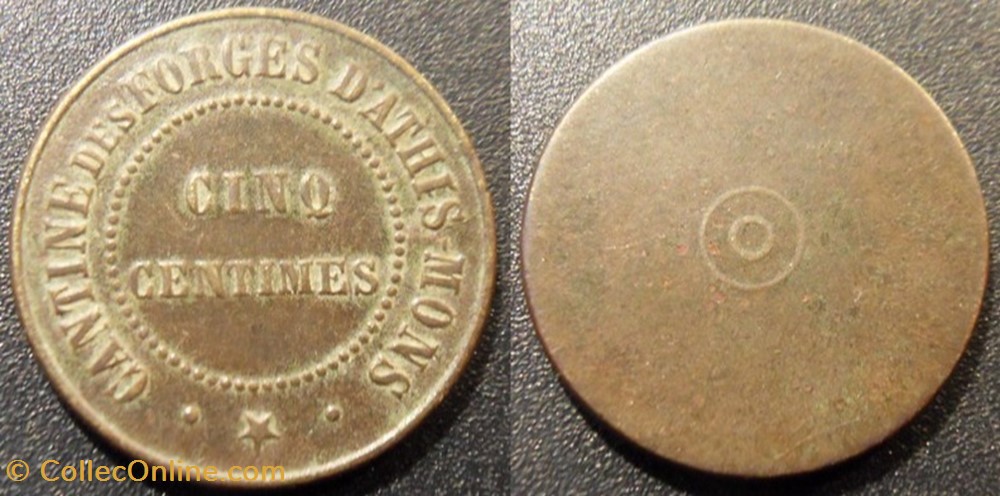 CANTINE DES FORGES D'ATHIS-MONS
CINQ
CENTIMES
© CollecOnline.com